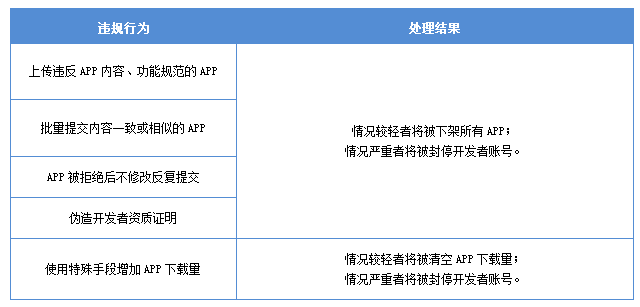 违规行为
处理结果
上传违反 APP 内容、功能规范的 APP
批量提交内容一致或相似的 APP
APP 被拒绝后不修改反复提交
伪造开发者资质证明
情况较轻者将被下架所有 APP；
情况严重者将被封停开发者账号。
使用特殊手段增加 APP 下载量
情况较轻者将被清空 APP 下载量；
情况严重者将被封停开发者账号。